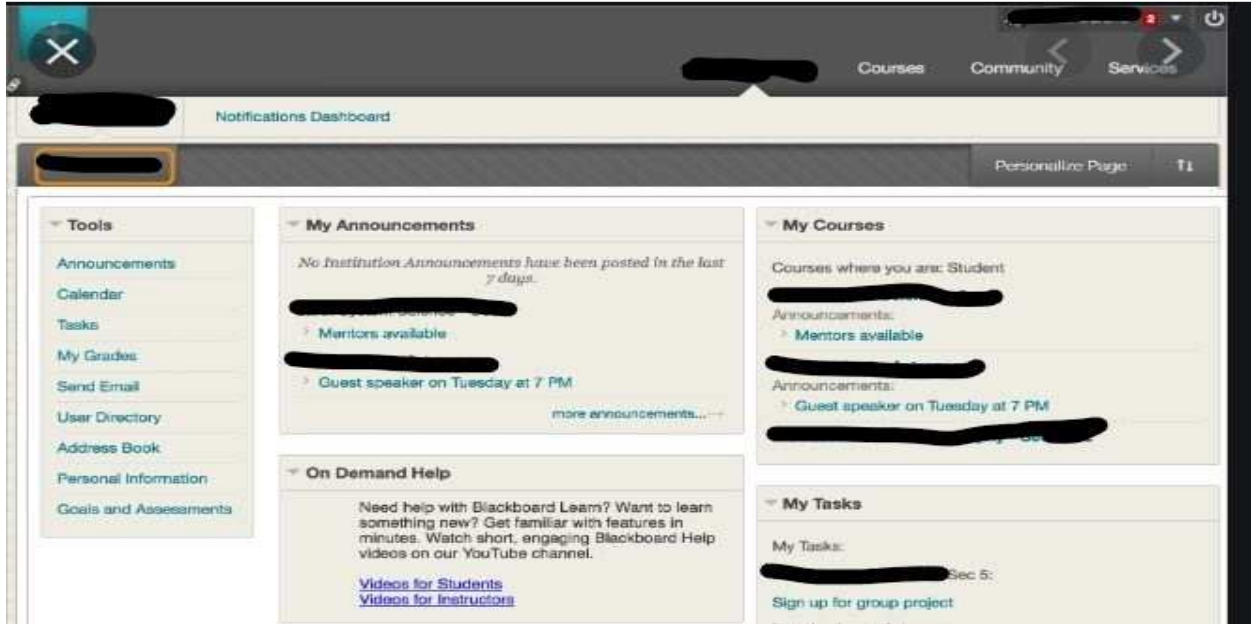 2
Courses Community Services
Notifications Dashboard
Personalize Page
Tools
Announcements
Calendar
Tasks
My Grades
Send Email
User Directory
Address Book
Personal Information
Goals and Assessments
My Announcements
No Institution Announcements have been posted in the last
7 days.
Mentors available
Guest speaker on Tuesday at 7 PM
more announcements...
On Demand Help
Need help with Blackboard Learn? Want to learn
something new? Get familiar with features in
minutes. Watch short, engaging Blackboard Help
videos on our YouTube channel.
Videos for Students
Videos for Instructors
My Courses
Courses where you are: Student
Announcements:
Mentors available
Announcements:
Guest speaker on Tuesday at 7 PM
My Tasks
My Tasks:
Sec 5:
Sign up for group project